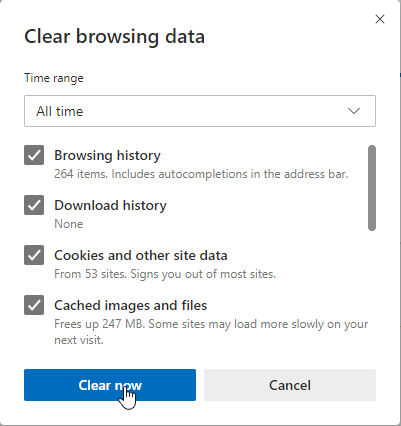 Clear browsing data
Time range
All time
Browsing history
264 items. Includes autocompletions in the address bar.
Download history
None
Cookies and other site data
From 53 sites. Signs you out of most sites.
Cached images and files
Frees up 247 MB. Some sites may load more slowly on your
next visit.
Clear now
Cancel